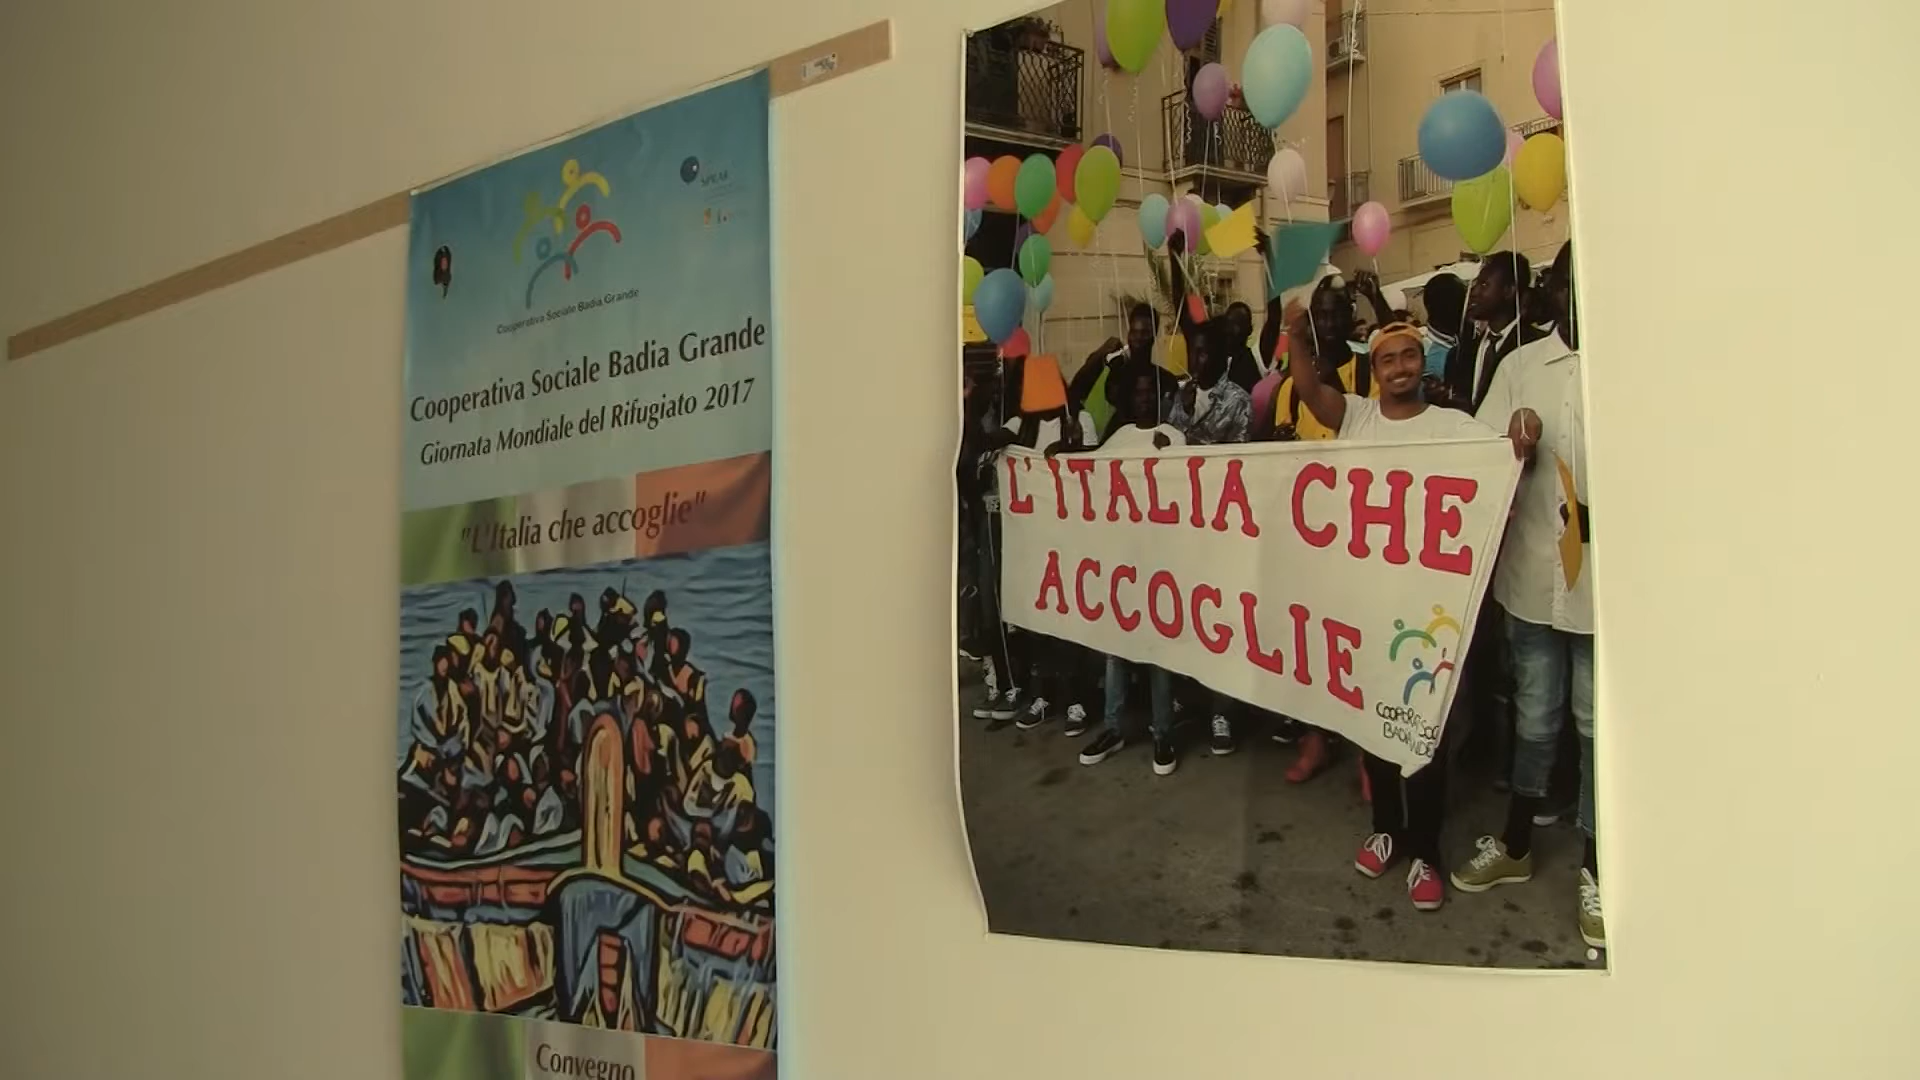 SPRAR
Cooperativa Sociale Badia Grande
Cooperativa Sociale Badia Grande
Giornata Mondiale del Rifugiato 2017
"L'Italia che accoglie"
Convegno
L'ITALIA CHE
ACCOGLIE